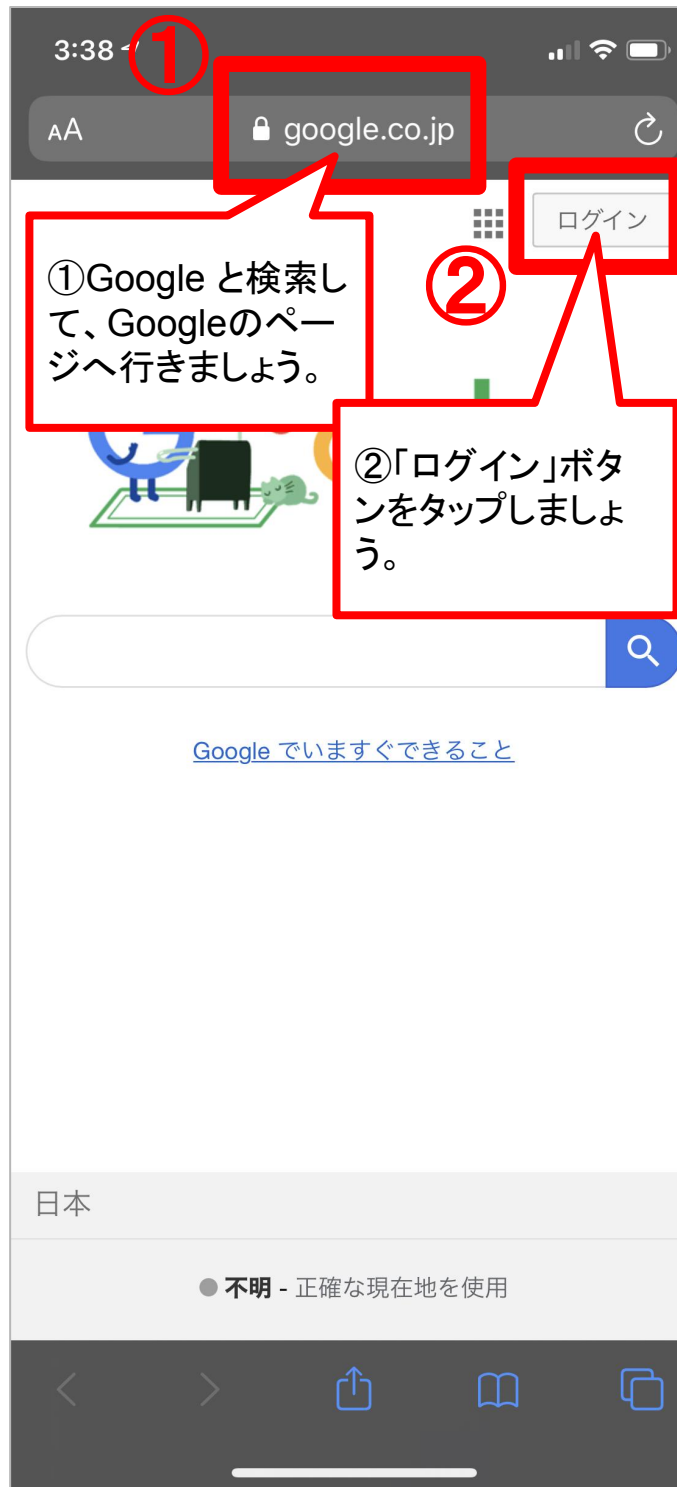 3:38
①
AA google.co.jp
ログイン
①Google と検索し
て、Googleのペー
ジへ行きましょう。
②
②「ログイン」ボタ
ンをタップしましょ
う。
Google でいますぐできること
日本
不明 - 正確な現在地を使用